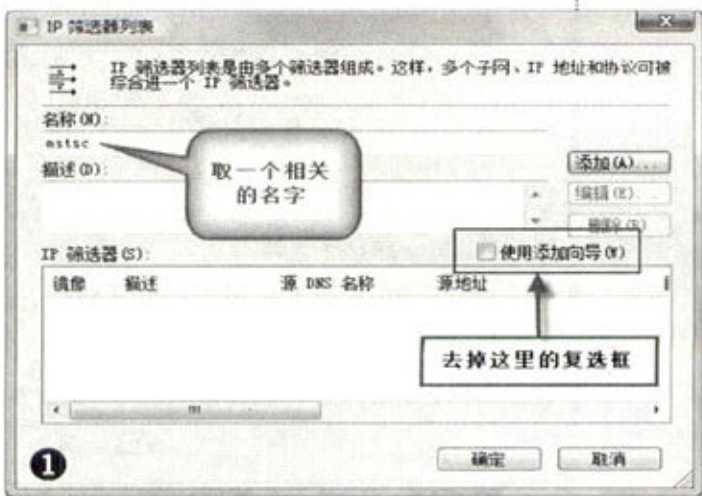 IP 筛选器列表
IP 筛选器列表是由多个筛选器组成。这样,多个子网、IP 地址和协议可被
综合进一个 IP 筛选器。
名称(N):
mstsc
取一个相关
的名字
描述(D):
添加(A)...
编辑(E)...
删除(R)
IP 筛选器(S):
使用添加向导(W)
镜像 描述 源 DNS 名称 源地址
去掉这里的复选框
确定 取消
1